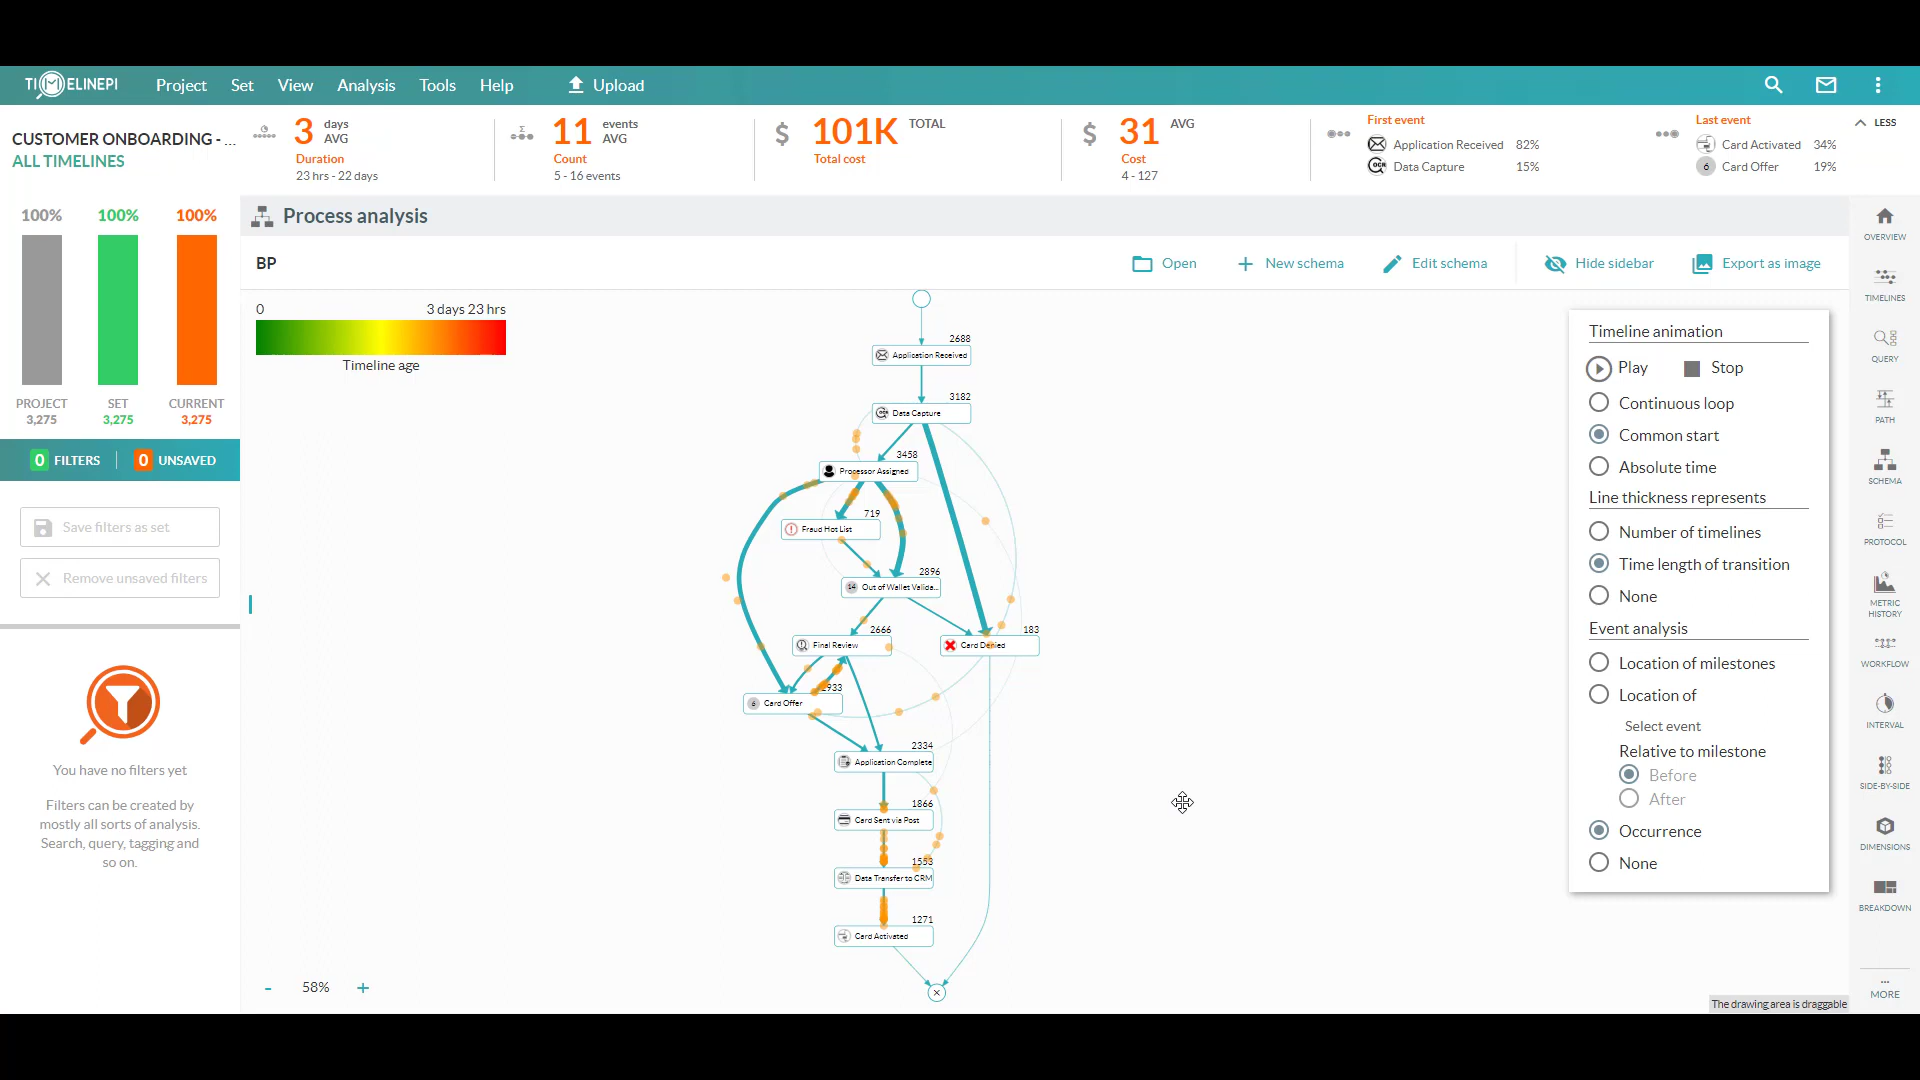 TIMELINEPI
Project Set View Analysis Tools Help Upload
CUSTOMER ONBOARDING - ...
ALL TIMELINES
3 days AVG
Duration
23 hrs - 22 days
11 events AVG
Count
5 - 16 events
$ 101K TOTAL
Total cost
$ 31 AVG
Cost
4 - 127
First event
Application Received 82%
OCR Data Capture 15%
Last event
Card Activated 34%
6 Card Offer 19%
LESS
100% 100% 100%
PROJECT SET CURRENT
3,275 3,275 3,275
0 FILTERS 0 UNSAVED
Save filters as set
Remove unsaved filters
You have no filters yet
Filters can be created by
mostly all sorts of analysis.
Search, query, tagging and
so on.
Process analysis
BP
Open New schema Edit schema Hide sidebar Export as image
0 3 days 23 hrs
Timeline age
2688
Application Received
3182
OCR Data Capture
3458
Processor Assigned
719
Fraud Hot List
2896
14 Out of Wallet Valida...
2666
Final Review
183
Card Denied
2933
6 Card Offer
2334
Application Complete
1866
Card Sent via Post
1553
Data Transfer to CRM
1271
Card Activated
- 58% +
Timeline animation
Play Stop
Continuous loop
Common start
Absolute time
Line thickness represents
Number of timelines
Time length of transition
None
Event analysis
Location of milestones
Location of
Select event
Relative to milestone
Before
After
Occurrence
None
The drawing area is draggable
OVERVIEW
TIMELINES
QUERY
PATH
SCHEMA
PROTOCOL
METRIC
HISTORY
WORKFLOW
INTERVAL
SIDE-BY-SIDE
DIMENSIONS
BREAKDOWN
...
MORE